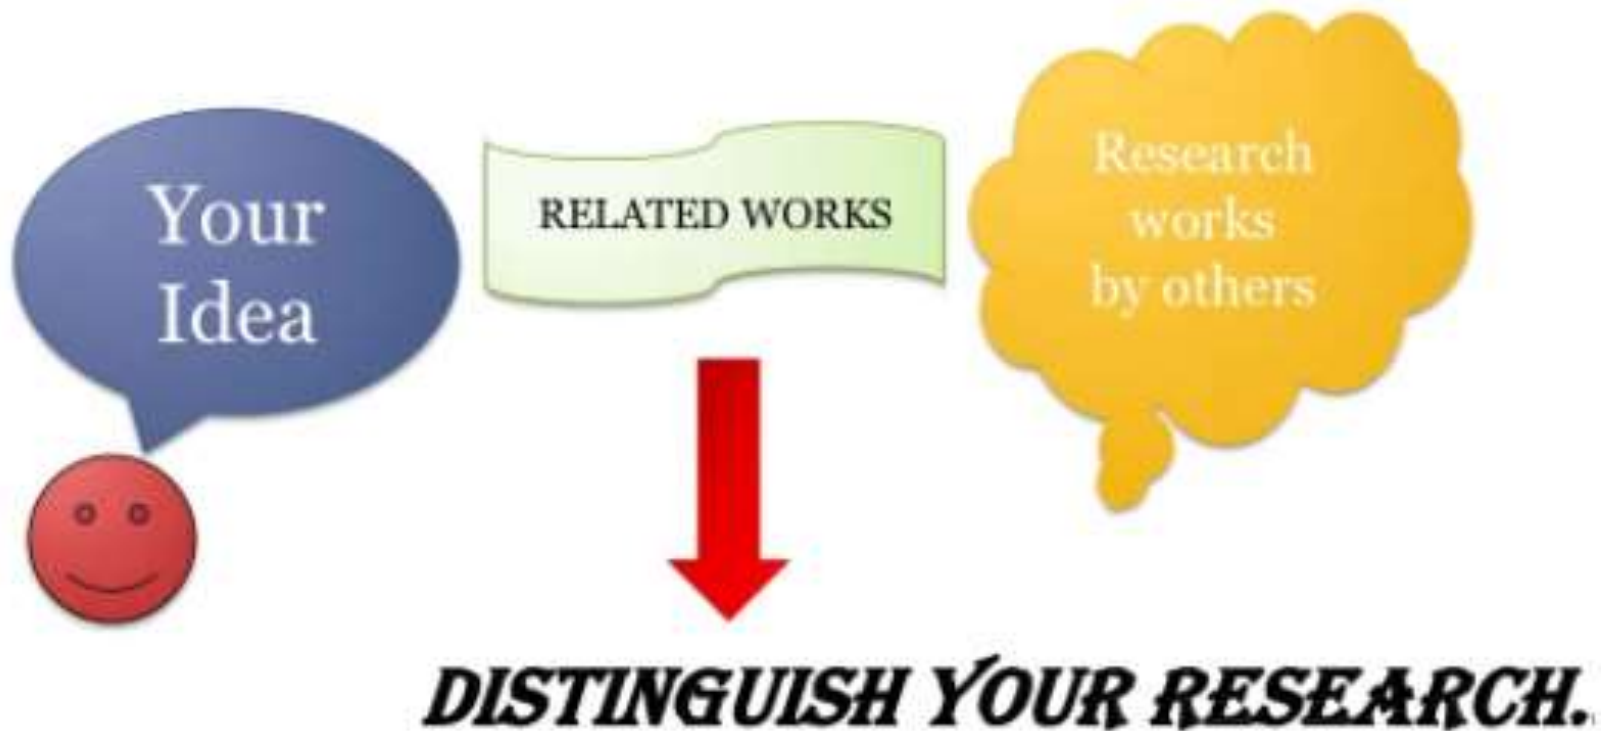 Your
Idea
RELATED WORKS
Research
works
by others
DISTINGUISH YOUR RESEARCH.